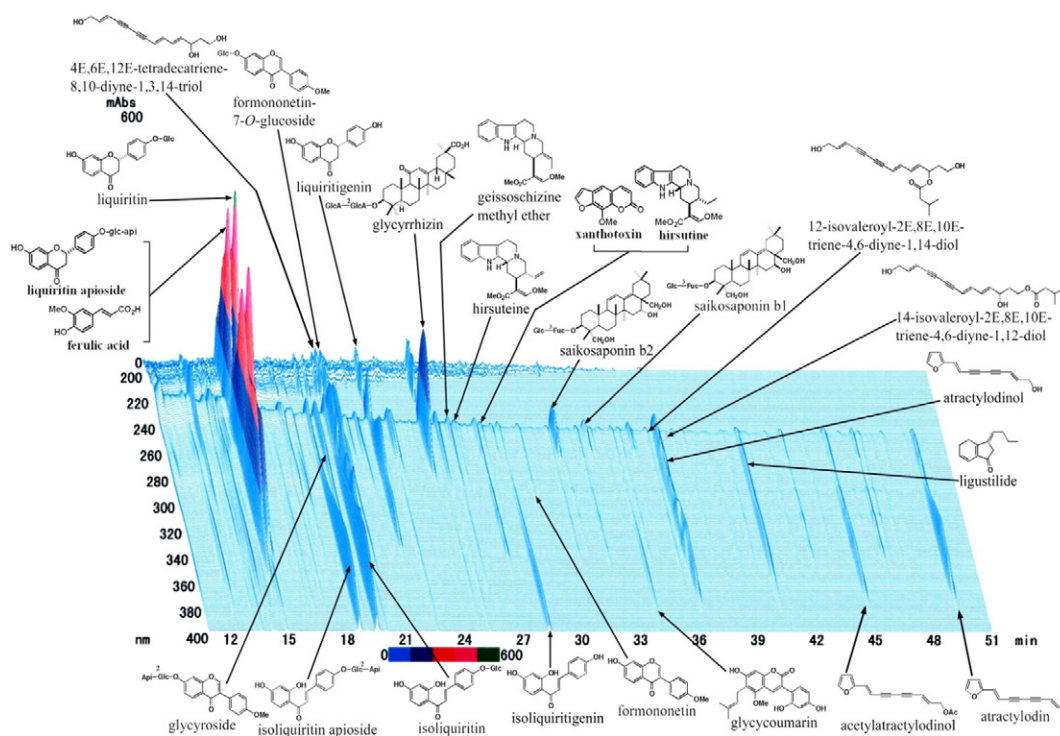 4E,6E,12E-tetradecatriene-
8,10-diyne-1,3,14-triol
mAbs
600
formononetin-
7-O-glucoside
liquiritin
liquiritigenin
glycyrrhizin
geissoschizine
methyl ether
xanthotoxin
hirsutine
12-isovaleroyl-2E,8E,10E-
triene-4,6-diyne-1,14-diol
liquiritin apioside
ferulic acid
hirsuteine
saikosaponin b2
saikosaponin b1
14-isovaleroyl-2E,8E,10E-
triene-4,6-diyne-1,12-diol
atractylodinol
ligustilide
0
200
220
240
260
280
300
320
340
360
380
nm 400 12 15 18 21 24 27 30 33 36 39 42 45 48 51 min
0 600
glycyroside
isoliquiritin apioside
isoliquiritin
isoliquiritigenin
formononetin
glycycoumarin
acetylatractylodinol
atractylodin